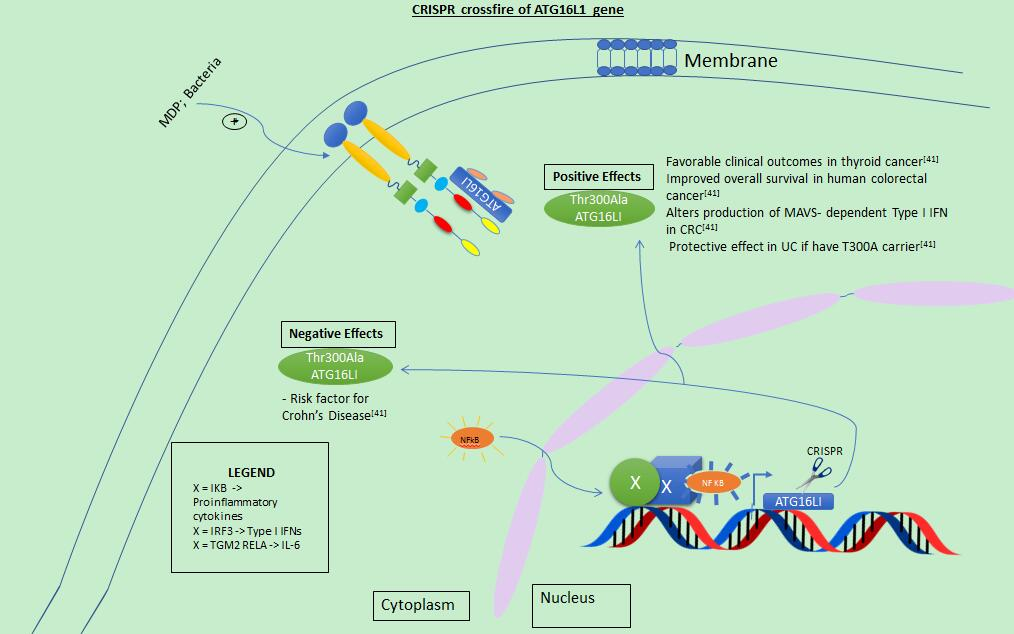 CRISPR crossfire of ATG16L1 gene
Membrane
MDP; Bacteria
+
ATG16LI
Positive Effects
Thr300Ala
ATG16LI
Favorable clinical outcomes in thyroid cancer[41]
Improved overall survival in human colorectal
cancer[41]
Alters production of MAVS- dependent Type I IFN
in CRC[41]
Protective effect in UC if have T300A carrier[41]
Negative Effects
Thr300Ala
ATG16LI
- Risk factor for
Crohn's Disease[41]
NFkB
CRISPR
X
X
NF KB
ATG16LI
LEGEND
X = IKB ->
Proinflammatory
cytokines
X = IRF3 -> Type I IFNs
X = TGM2 RELA -> IL-6
Cytoplasm
Nucleus